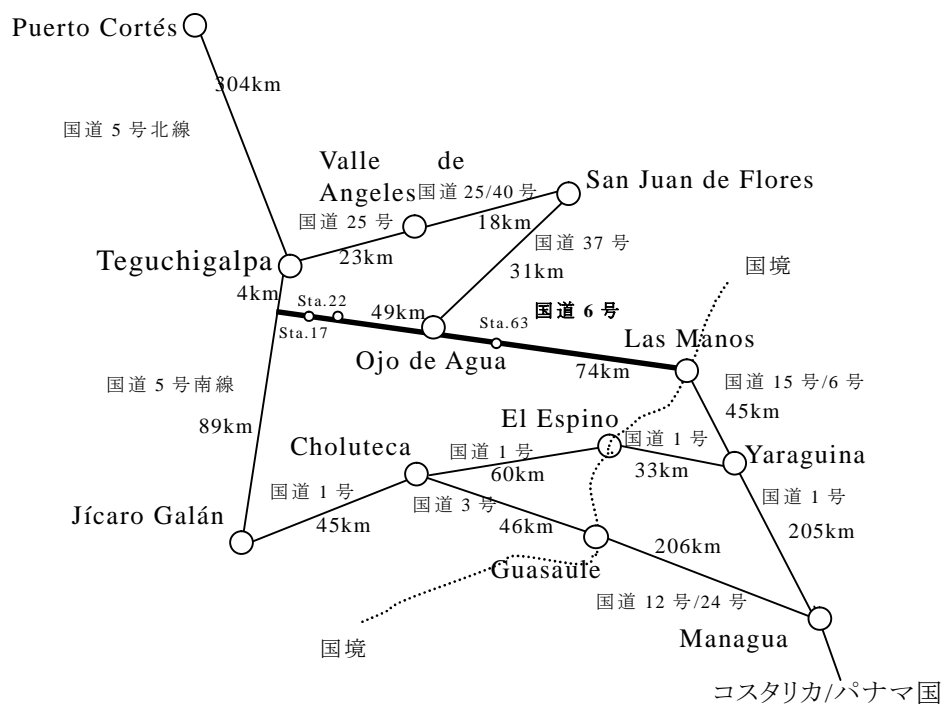 Puerto Cortés
304km
国道 5 号北線
Valle de
Angeles
国道 25/40 号
San Juan de Flores
国道 25 号
18km
国道 37 号
Teguchigalpa
23km
31km
国境
4km
Sta.22
49km
Sta.63
国道 6 号
Sta.17
Las Manos
Ojo de Agua
74km
国道 15 号/6 号
国道 5 号南線
45km
89km
El Espino
Choluteca
国道 1 号
国道 1 号
60km
33km
Yaraguina
国道 1 号
国道 1 号
国道 3 号
Jícaro Galán
45km
46km
205km
206km
Guasaule
国道 12 号/24 号
国境
Managua
コスタリカ/パナマ国